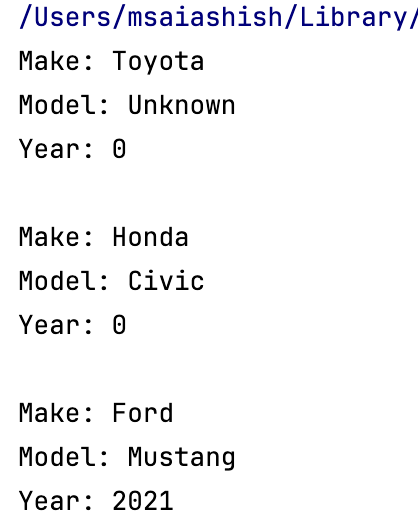 /Users/msaiashish/Library/
Make: Toyota
Model: Unknown
Year: 0
Make: Honda
Model: Civic
Year: 0
Make: Ford
Model: Mustang
Year: 2021